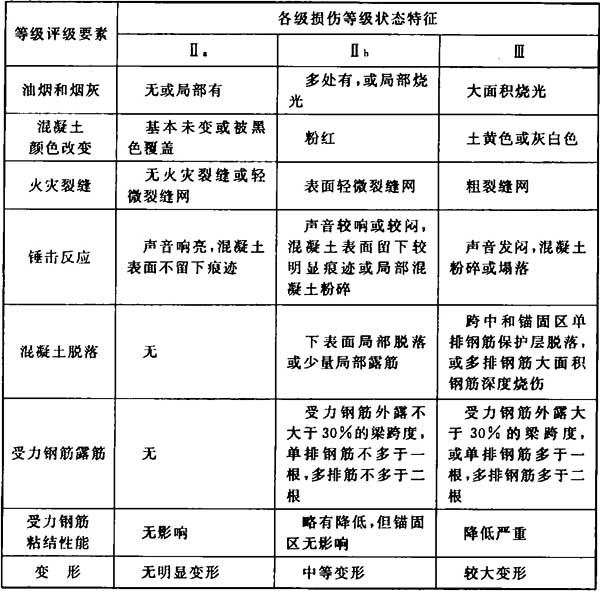 等级评级要素
各级损伤等级状态特征
Ⅱa
Ⅱb
Ⅲ
油烟和烟灰
无或局部有
多处有,或局部烧
光
大面积烧光
混凝土
颜色改变
基本未变或被黑
色覆盖
粉红
土黄色或灰白色
火灾裂缝
无火灾裂缝或轻
微裂缝网
表面轻微裂缝网
粗裂缝网
锤击反应
声音响亮,混凝土
表面不留下痕迹
声音较响或较闷,
混凝土表面留下较
明显痕迹或局部混
凝土粉碎
声音发闷,混凝土
粉碎或塌落
混凝土脱落
无
下表面局部脱落
或少量局部露筋
跨中和锚固区单
排钢筋保护层脱落,
或多排钢筋大面积
钢筋深度烧伤
受力钢筋露筋
无
受力钢筋外露不
大于30%的梁跨度,
单排钢筋不多于一
根,多排筋不多于二
根
受力钢筋外露大
于30%的梁跨度,
或单排钢筋多于一
根,多排钢筋多于二
根
受力钢筋
粘结性能
无影响
略有降低,但锚固
区无影响
降低严重
变形
无明显变形
中等变形
较大变形